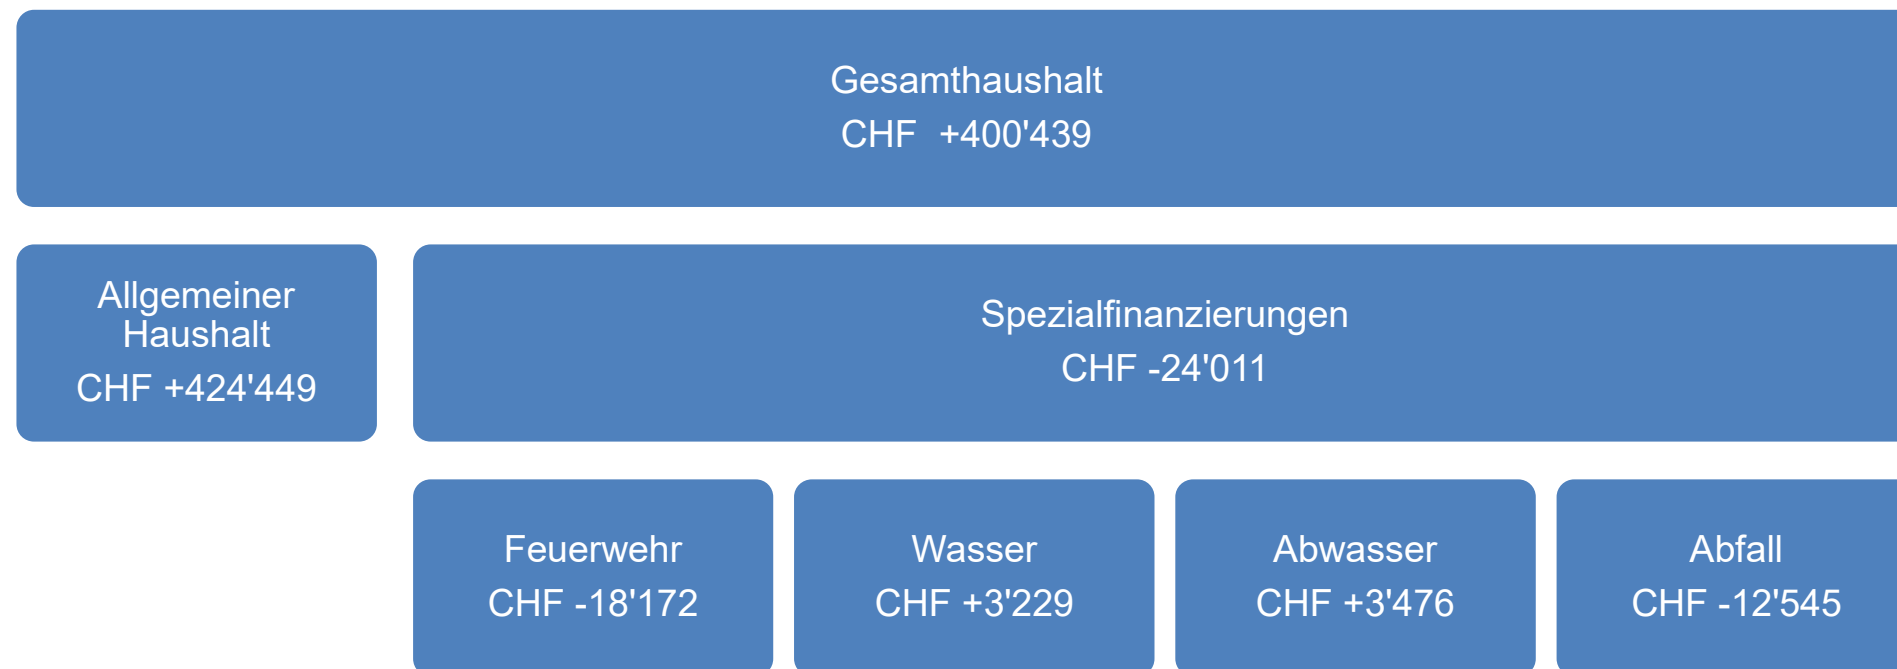 Gesamthaushalt
CHF  +400'439
Allgemeiner
Haushalt
CHF +424'449
Spezialfinanzierungen
CHF -24'011
Feuerwehr
CHF -18'172
Wasser
CHF +3'229
Abwasser
CHF +3'476
Abfall
CHF -12'545